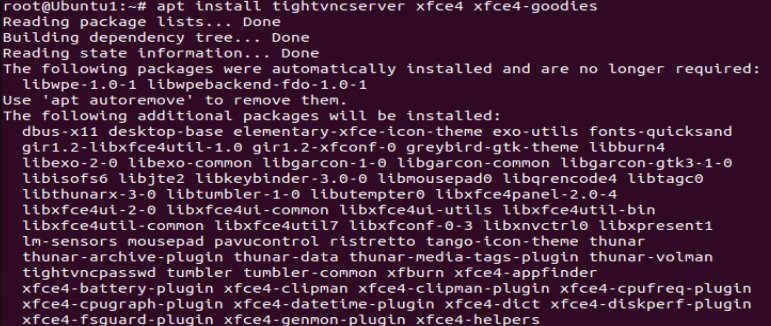 root@Ubuntu1:~# apt install tightvncserver xfce4 xfce4-goodies
Reading package lists... Done
Building dependency tree... Done
Reading state information... Done
The following packages were automatically installed and are no longer required:
  libwpe-1.0-1 libwpebackend-fdo-1.0-1
Use 'apt autoremove' to remove them.
The following additional packages will be installed:
  dbus-x11 desktop-base elementary-xfce-icon-theme exo-utils fonts-quicksand
  gir1.2-libxfce4util-1.0 gir1.2-xfconf-0 greybird-gtk-theme libburn4
  libexo-2-0 libexo-common libgarcon-1-0 libgarcon-common libgarcon-gtk3-1-0
  libisofs6 libjte2 libkeybinder-3.0-0 libmousepad0 libqrencode4 libtagc0
  libthunarx-3-0 libtumbler-1-0 libutempter0 libxfce4panel-2.0-4
  libxfce4ui-2-0 libxfce4ui-common libxfce4ui-utils libxfce4util-bin
  libxfce4util-common libxfce4util7 libxfconf-0-3 libxnvctrl0 libxpresent1
  lm-sensors mousepad pavucontrol ristretto tango-icon-theme thunar
  thunar-archive-plugin thunar-data thunar-media-tags-plugin thunar-volman
  tightvncpasswd tumbler tumbler-common xfburn xfce4-appfinder
  xfce4-battery-plugin xfce4-clipman xfce4-clipman-plugin xfce4-cpufreq-plugin
  xfce4-cpugraph-plugin xfce4-datetime-plugin xfce4-dict xfce4-diskperf-plugin
  xfce4-fsguard-plugin xfce4-genmon-plugin xfce4-helpers